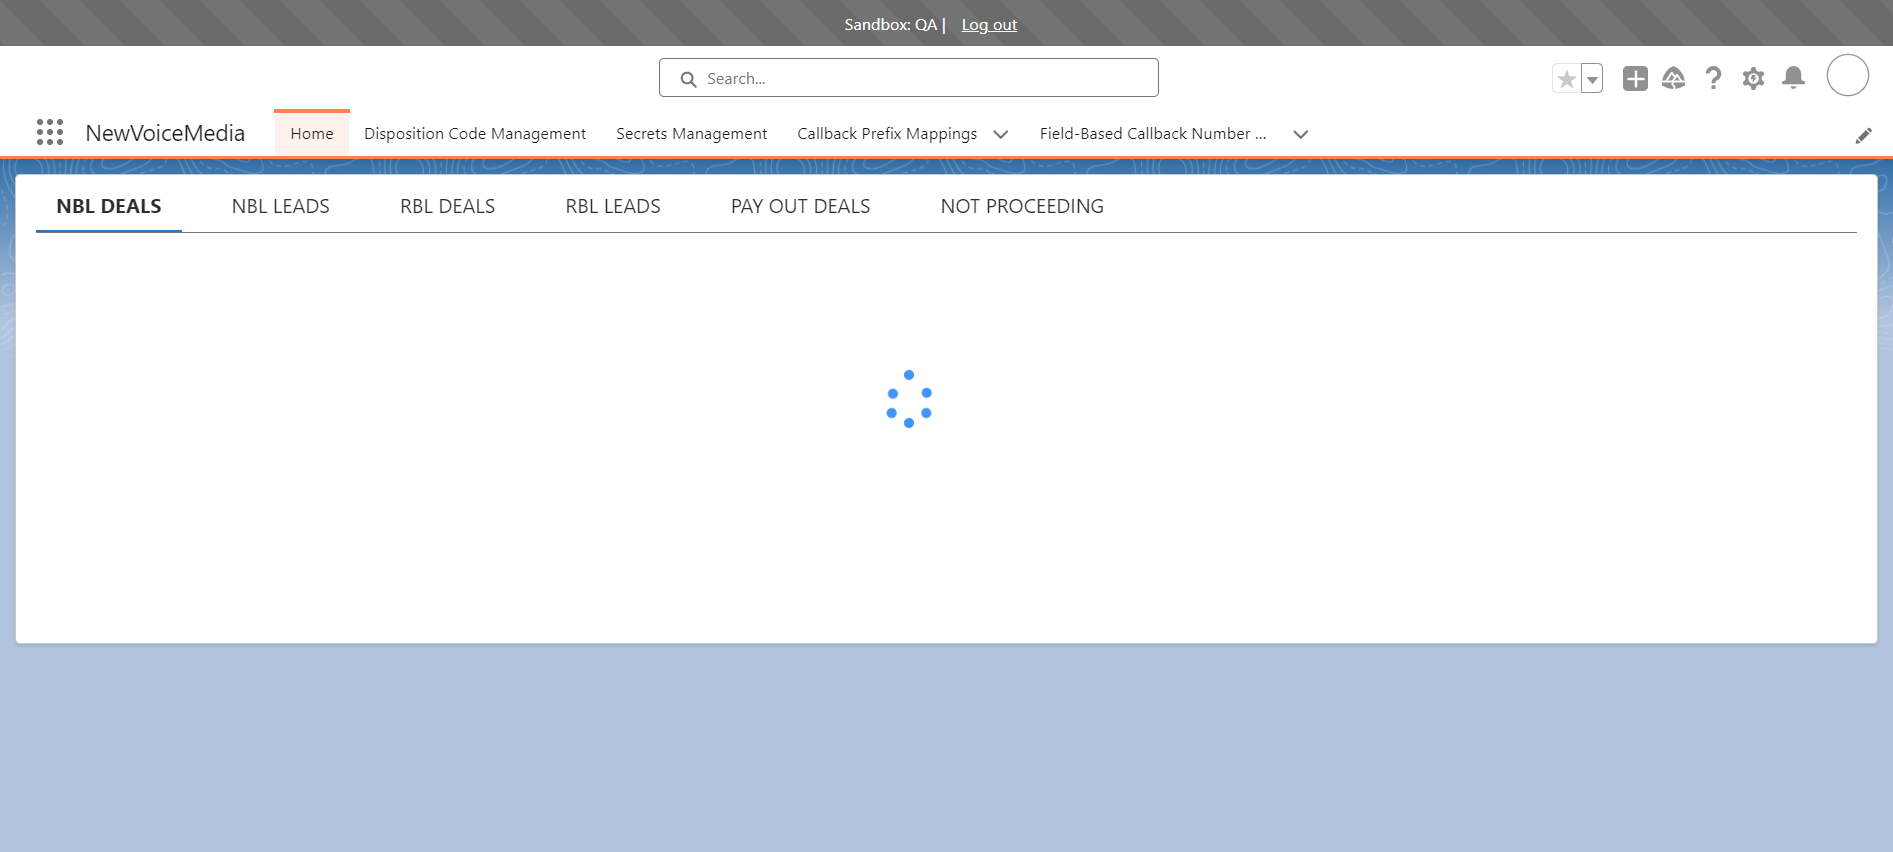 Sandbox: QA | Log out
Search...
NewVoiceMedia Home Disposition Code Management Secrets Management Callback Prefix Mappings Field-Based Callback Number ...
NBL DEALS NBL LEADS RBL DEALS RBL LEADS PAY OUT DEALS NOT PROCEEDING